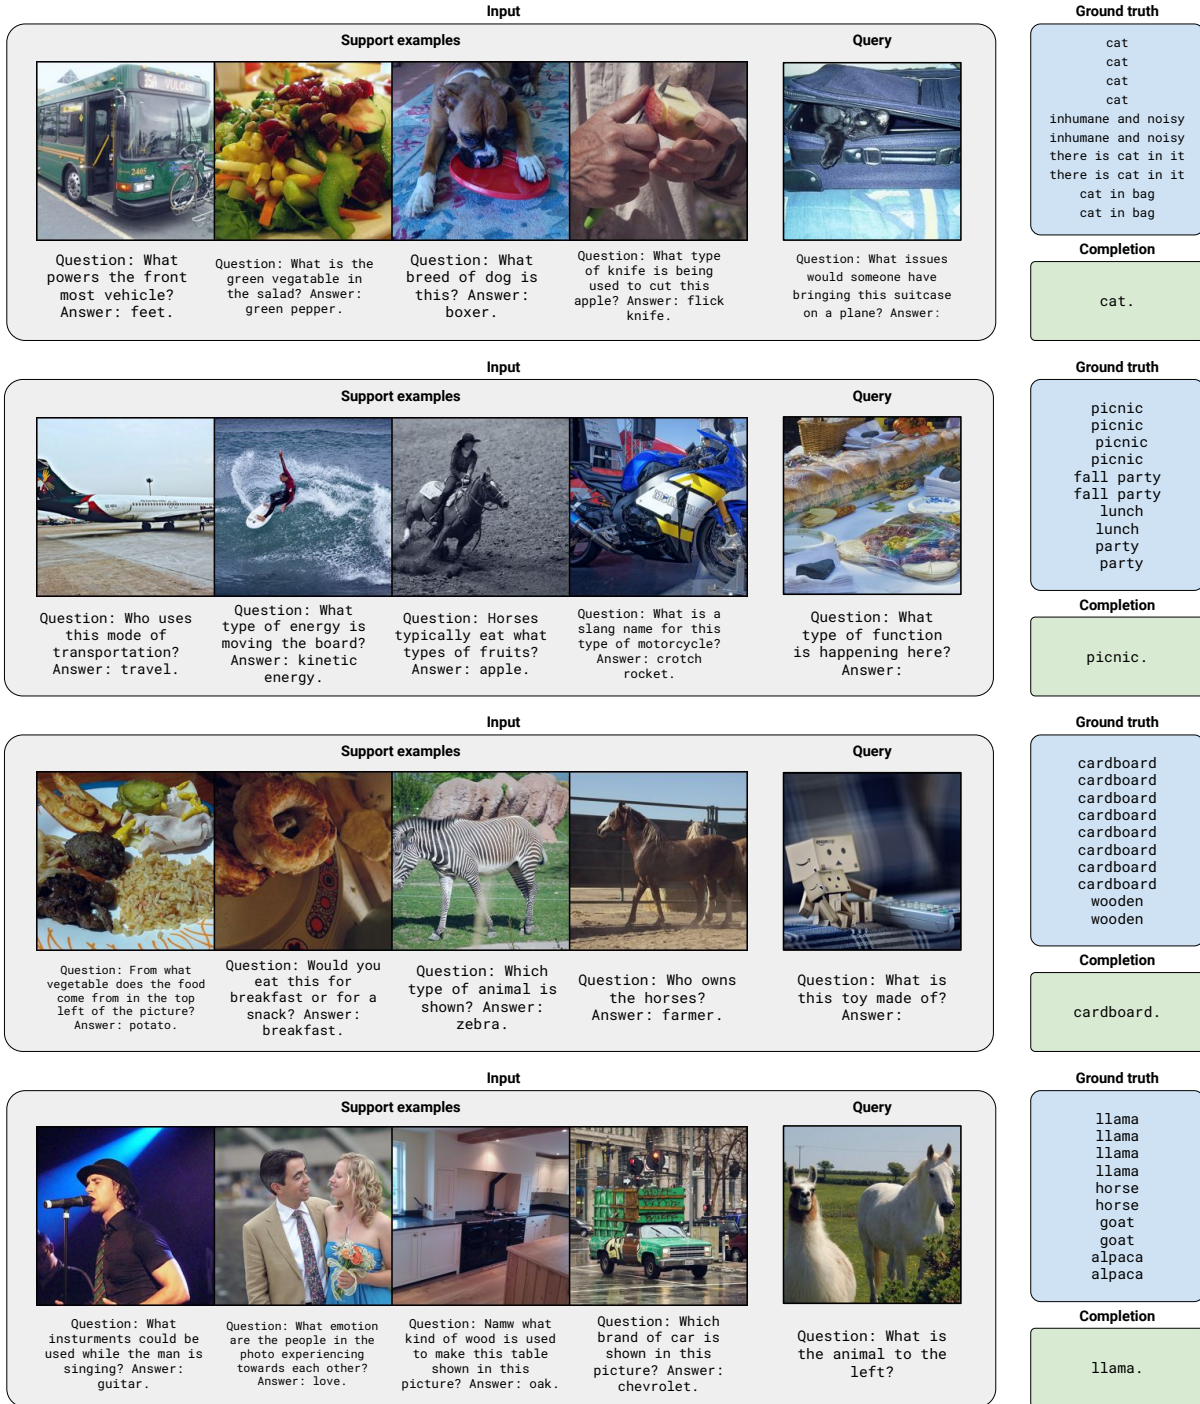 Input
Support examples
Query
Ground truth
35A VULCAN
2405
Question: What
powers the front
most vehicle?
Answer: feet.
Question: What is the
green vegatable in
the salad? Answer:
green pepper.
Question: What
breed of dog is
this? Answer:
boxer.
Question: What type
of knife is being
used to cut this
apple? Answer: flick
knife.
Question: What issues
would someone have
bringing this suitcase
on a plane? Answer:
cat
cat
cat
cat
inhumane and noisy
inhumane and noisy
there is cat in it
there is cat in it
cat in bag
cat in bag
Completion
cat.
Input
Support examples
Query
Ground truth
Question: Who uses
this mode of
transportation?
Answer: travel.
Question: What
type of energy is
moving the board?
Answer: kinetic
energy.
Question: Horses
typically eat what
types of fruits?
Answer: apple.
Question: What is a
slang name for this
type of motorcycle?
Answer: crotch
rocket.
Question: What
type of function
is happening here?
Answer:
picnic
picnic
picnic
picnic
fall party
fall party
lunch
lunch
party
party
Completion
picnic.
Input
Support examples
Query
Ground truth
Question: From what
vegetable does the food
come from in the top
left of the picture?
Answer: potato.
Question: Would you
eat this for
breakfast or for a
snack? Answer:
breakfast.
Question: Which
type of animal is
shown? Answer:
zebra.
Question: Who owns
the horses?
Answer: farmer.
Question: What is
this toy made of?
Answer:
cardboard
cardboard
cardboard
cardboard
cardboard
cardboard
cardboard
cardboard
wooden
wooden
Completion
cardboard.
Input
Support examples
Query
Ground truth
Question: What
insturments could be
used while the man is
singing? Answer:
guitar.
Question: What emotion
are the people in the
photo experiencing
towards each other?
Answer: love.
Question: Namw what
kind of wood is used
to make this table
shown in this
picture? Answer: oak.
Question: Which
brand of car is
shown in this
picture? Answer:
chevrolet.
Question: What is
the animal to the
left?
llama
llama
llama
llama
horse
horse
goat
goat
alpaca
alpaca
Completion
llama.